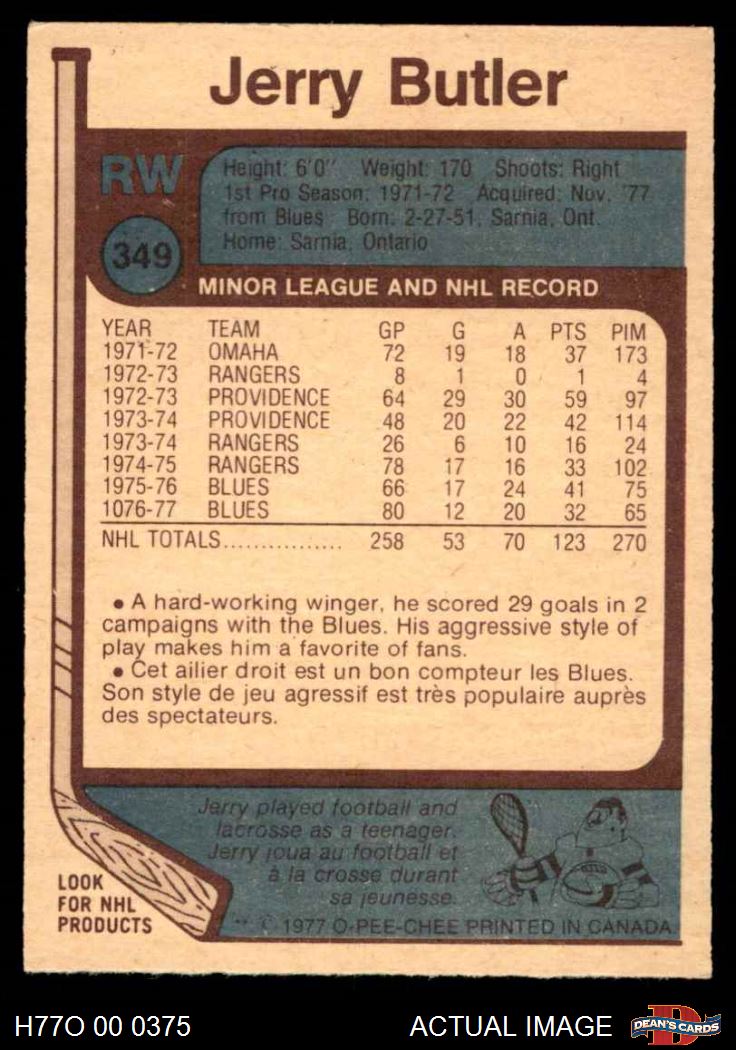 Jerry Butler
RW
349
Height: 6'0" Weight: 170 Shoots: Right
1st Pro Season: 1971-72 Acquired: Nov. '77
from Blues Born: 2-27-51, Sarnia, Ont.
Home: Sarnia, Ontario
MINOR LEAGUE AND NHL RECORD
YEAR TEAM GP G A PTS PIM
1971-72 OMAHA 72 19 18 37 173
1972-73 RANGERS 8 1 0 1 4
1972-73 PROVIDENCE 64 29 30 59 97
1973-74 PROVIDENCE 48 20 22 42 114
1973-74 RANGERS 26 6 10 16 24
1974-75 RANGERS 78 17 16 33 102
1975-76 BLUES 66 17 24 41 75
1076-77 BLUES 80 12 20 32 65
NHL TOTALS................ 258 53 70 123 270
• A hard-working winger, he scored 29 goals in 2
campaigns with the Blues. His aggressive style of
play makes him a favorite of fans.
• Cet ailier droit est un bon compteur les Blues.
Son style de jeu agressif est très populaire auprès
des spectateurs.
Jerry played football and
lacrosse as a teenager.
Jerry joua au football et
à la crosse durant
sa jeunesse.
LOOK
FOR NHL
PRODUCTS
** © 1977 O-PEE-CHEE PRINTED IN CANADA
H77O 00 0375
ACTUAL IMAGE
D
DEAN'S CARDS